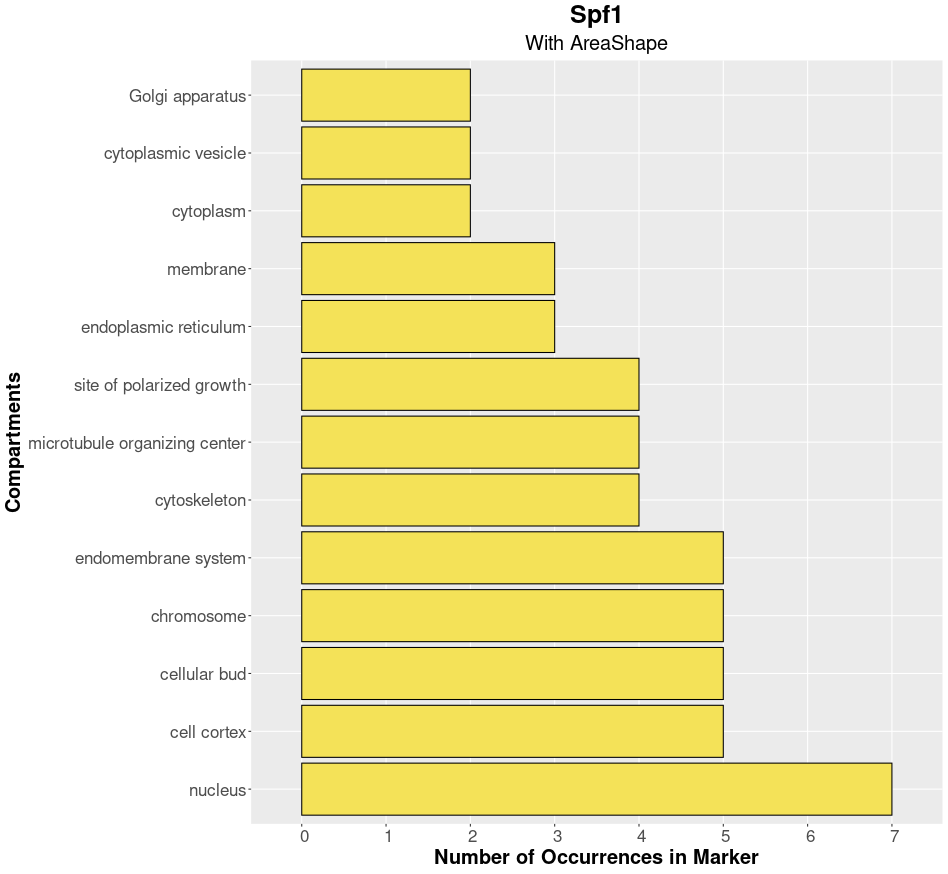 Spf1
With AreaShape
Golgi apparatus
cytoplasmic vesicle
cytoplasm
membrane
endoplasmic reticulum
site of polarized growth
microtubule organizing center
cytoskeleton
endomembrane system
chromosome
cellular bud
cell cortex
nucleus
Compartments
0 1 2 3 4 5 6 7
Number of Occurrences in Marker